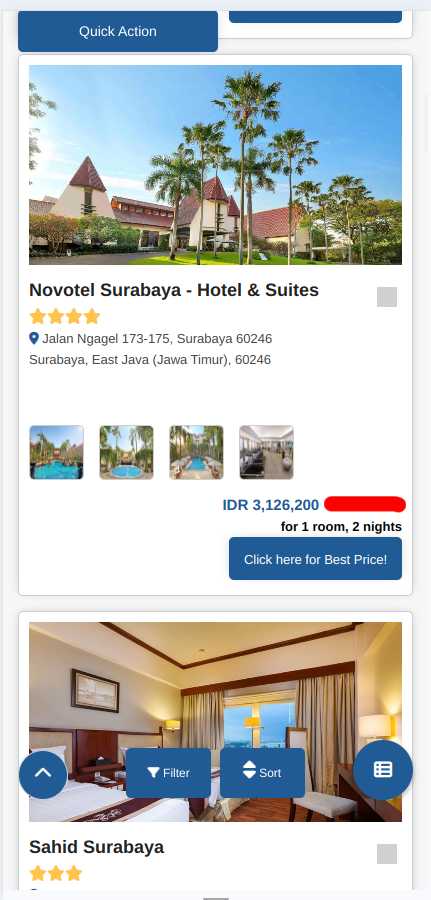 Quick Action
Novotel Surabaya - Hotel & Suites
Jalan Ngagel 173-175, Surabaya 60246
Surabaya, East Java (Jawa Timur), 60246
IDR 3,126,200
for 1 room, 2 nights
Click here for Best Price!
Filter
Sort
Sahid Surabaya